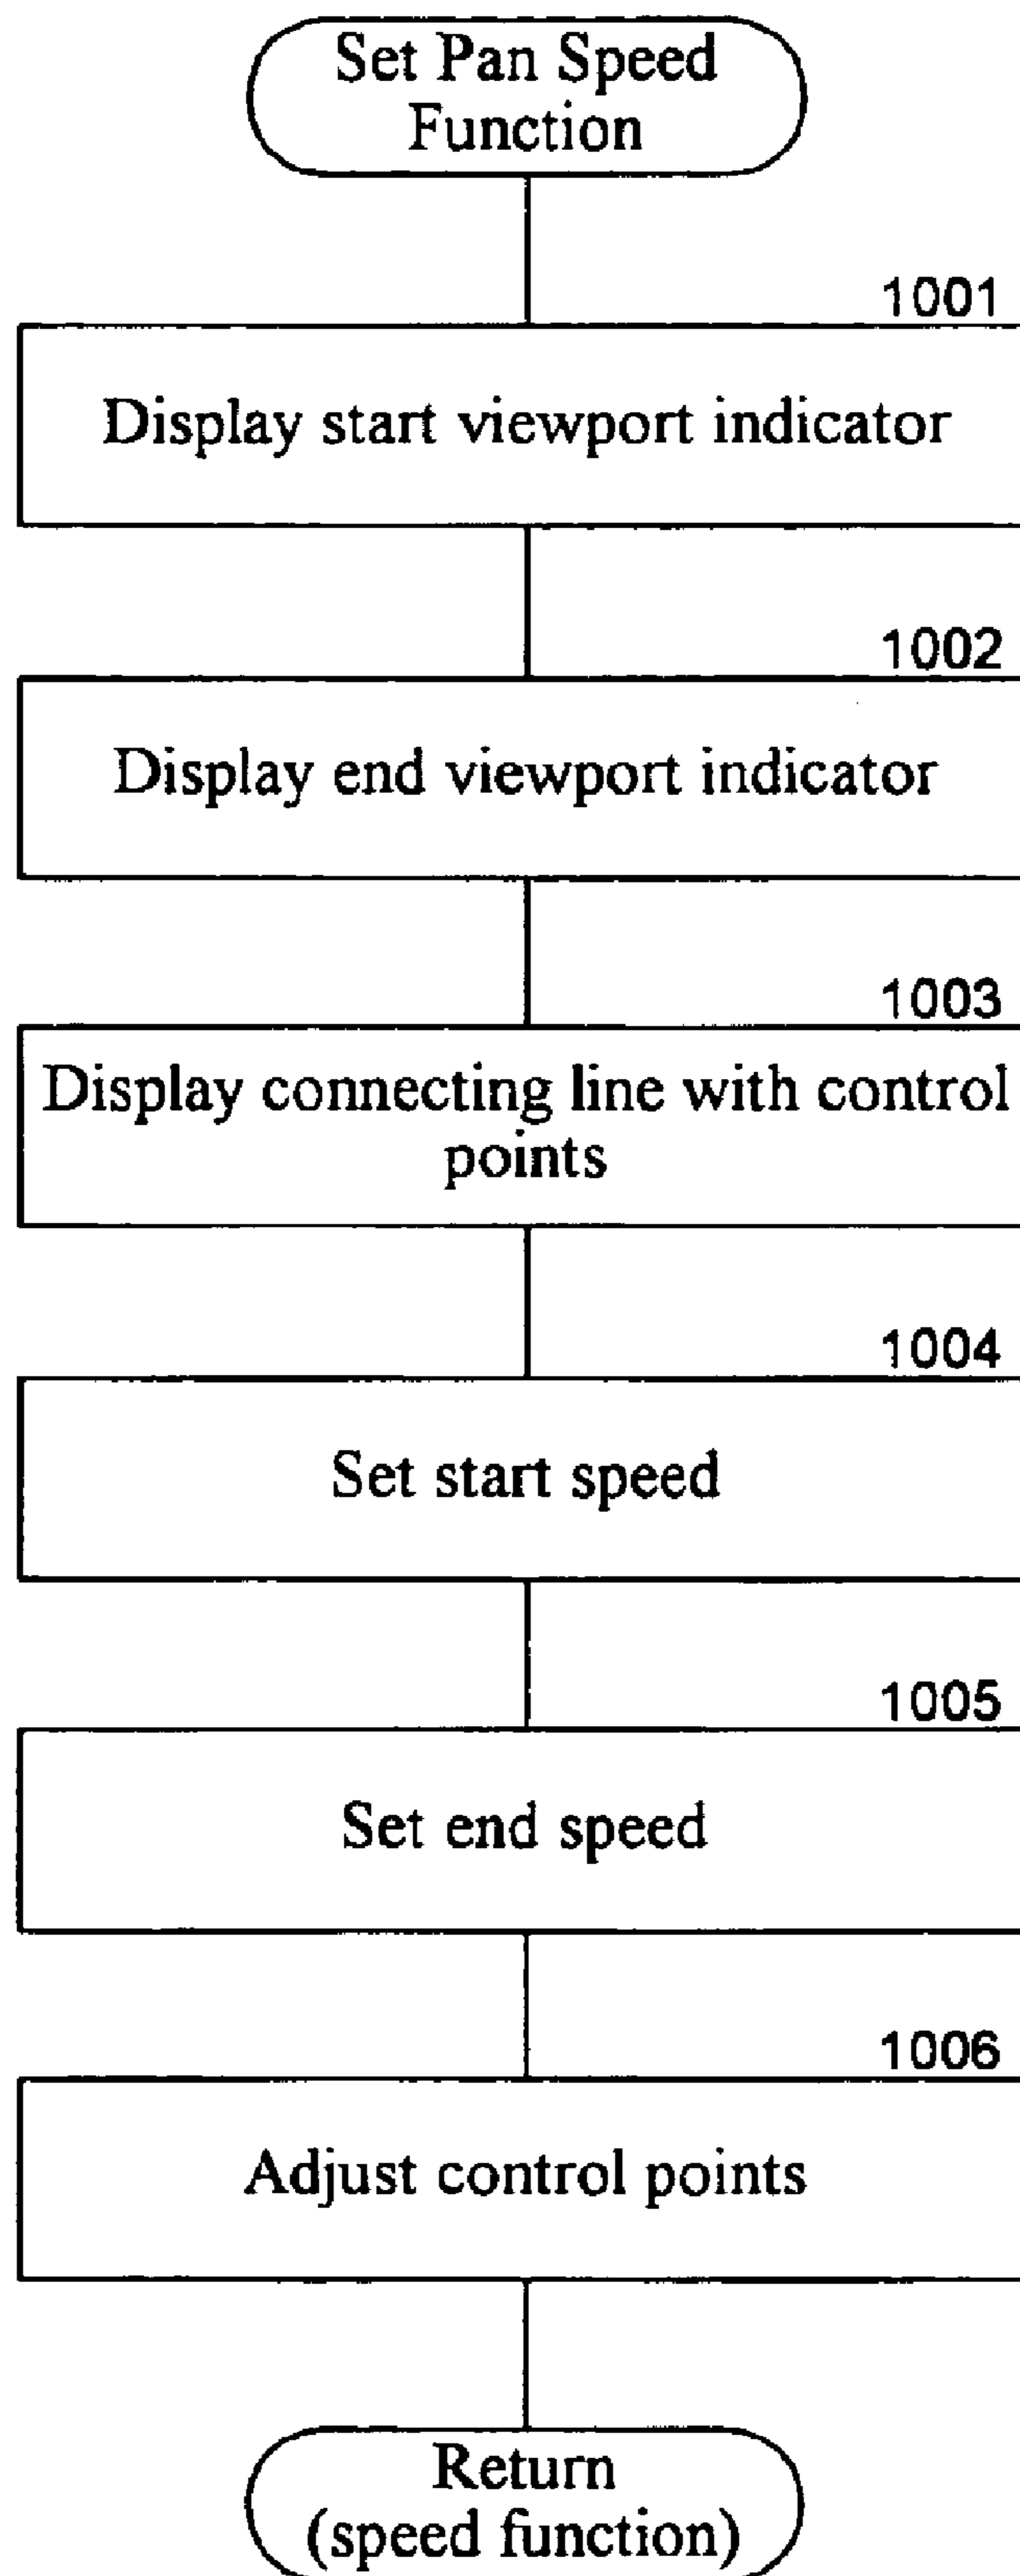 Set Pan Speed
Function
1001
Display start viewport indicator
1002
Display end viewport indicator
1003
Display connecting line with control
points
1004
Set start speed
1005
Set end speed
1006
Adjust control points
Return
(speed function)